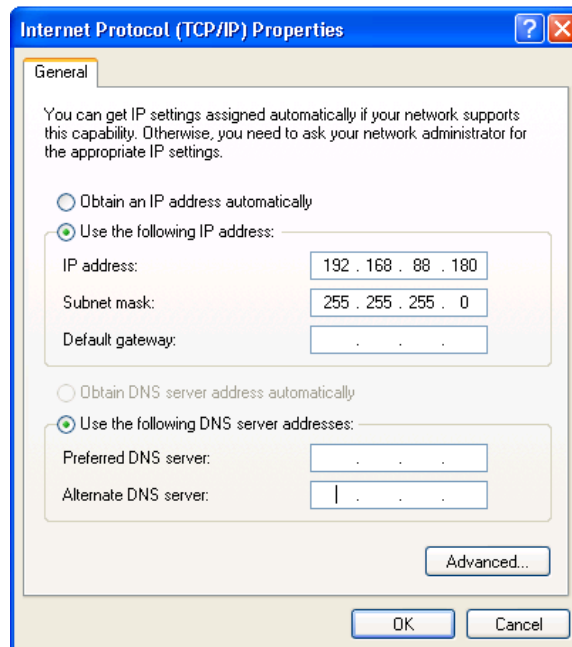 Internet Protocol (TCP/IP) Properties
General
You can get IP settings assigned automatically if your network supports
this capability. Otherwise, you need to ask your network administrator for
the appropriate IP settings.
Obtain an IP address automatically
Use the following IP address:
IP address: 192 . 168 . 88 . 180
Subnet mask: 255 . 255 . 255 . 0
Default gateway: . . .
Obtain DNS server address automatically
Use the following DNS server addresses:
Preferred DNS server: . . .
Alternate DNS server: . . .
Advanced...
OK Cancel